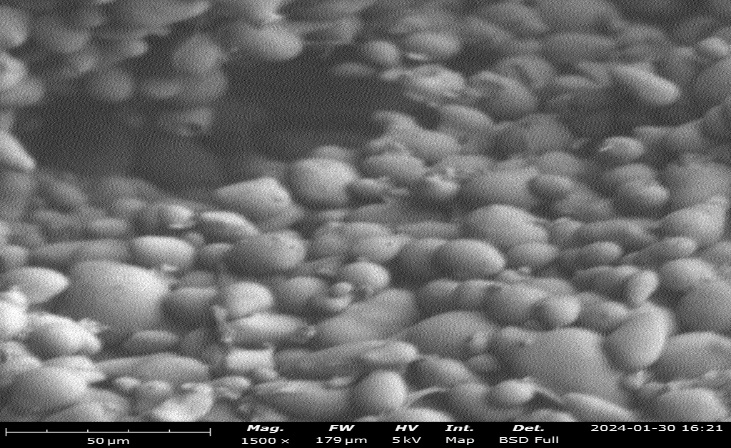 Mag. FW HV Int. Det. 2024-01-30 16:21
50 µm 1500 × 179 µm 5 kV Map BSD Full